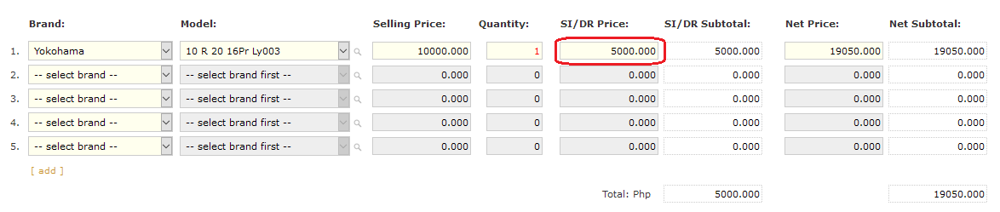 Brand: Model: Selling Price: Quantity: SI/DR Price: SI/DR Subtotal: Net Price: Net Subtotal:
1. Yokohama 10 R 20 16Pr Ly003 10000.000 1 5000.000 5000.000 19050.000 19050.000
2. -- select brand -- -- select brand first -- 0.000 0 0.000 0.000 0.000 0.000
3. -- select brand -- -- select brand first -- 0.000 0 0.000 0.000 0.000 0.000
4. -- select brand -- -- select brand first -- 0.000 0 0.000 0.000 0.000 0.000
5. -- select brand -- -- select brand first -- 0.000 0 0.000 0.000 0.000 0.000
[ add ]
Total: Php 5000.000 19050.000